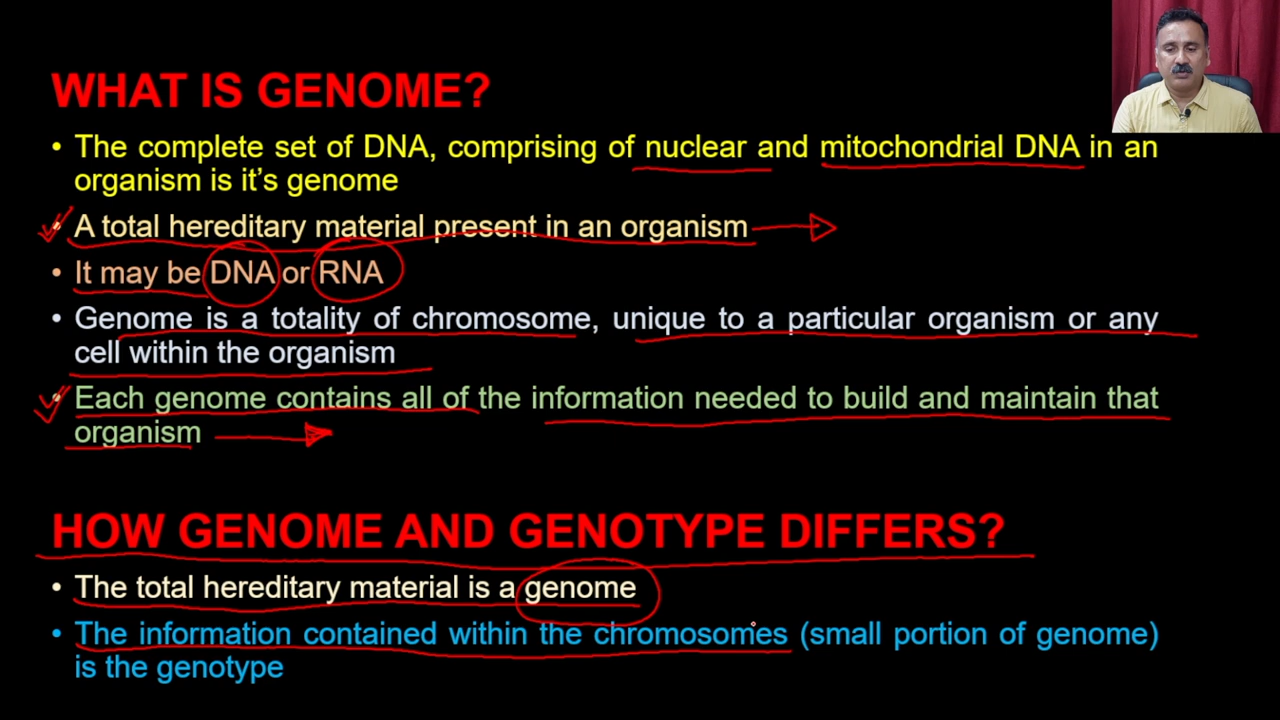 WHAT IS GENOME?
• The complete set of DNA, comprising of nuclear and mitochondrial DNA in an
organism is it’s genome
• A total hereditary material present in an organism
• It may be DNA or RNA
• Genome is a totality of chromosome, unique to a particular organism or any
cell within the organism
• Each genome contains all of the information needed to build and maintain that
organism
HOW GENOME AND GENOTYPE DIFFERS?
• The total hereditary material is a genome
• The information contained within the chromosomes (small portion of genome)
is the genotype